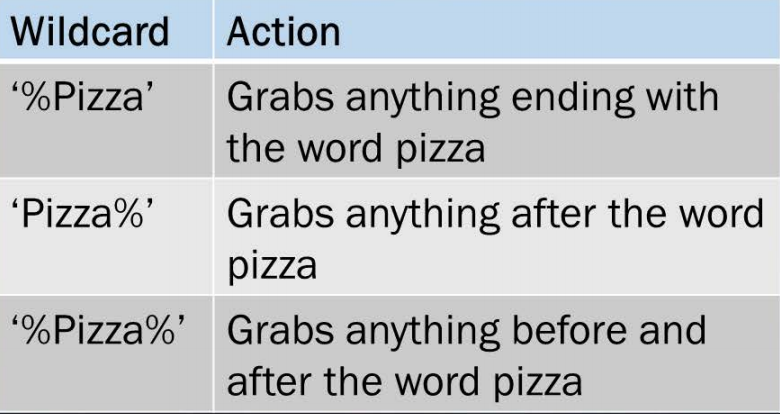 Wildcard Action
‘%Pizza’ Grabs anything ending with
the word pizza
‘Pizza%’ Grabs anything after the word
pizza
‘%Pizza%’ Grabs anything before and
after the word pizza